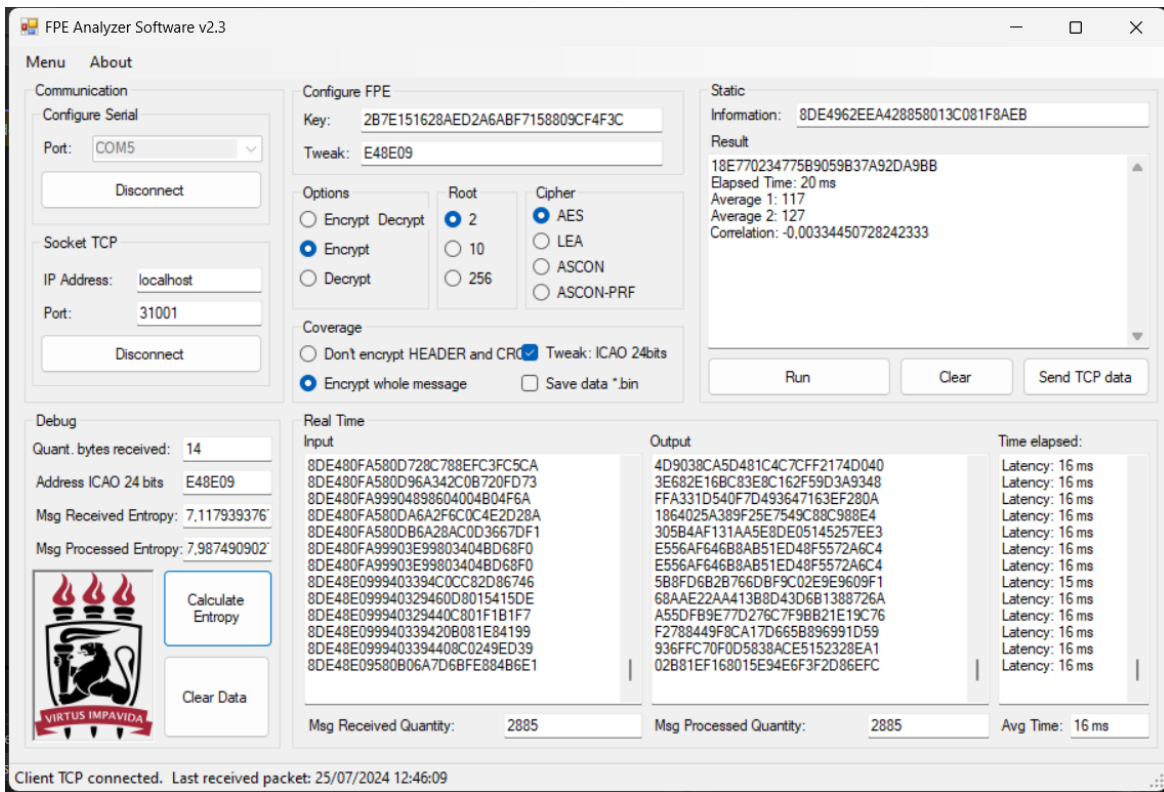 FPE Analyzer Software v2.3
Menu About
Communication
Configure Serial
Port: COM5
Disconnect
Socket TCP
IP Address: localhost
Port: 31001
Disconnect
Configure FPE
Key: 2B7E151628AED2A6ABF7158809CF4F3C
Tweak: E48E09
Options
Encrypt Decrypt
Encrypt
Decrypt
Root
2
10
256
Cipher
AES
LEA
ASCON
ASCON-PRF
Coverage
Don't encrypt HEADER and CRC
Tweak: ICAO 24bits
Encrypt whole message
Save data *.bin
Static
Information: 8DE4962EEA428858013C081F8AEB
Result
18E770234775B9059B37A92DA9BB
Elapsed Time: 20 ms
Average 1: 117
Average 2: 127
Correlation: -0,00334450728242333
Run
Clear
Send TCP data
Debug
Quant. bytes received: 14
Address ICAO 24 bits E48E09
Msg Received Entropy: 7,117939376
Msg Processed Entropy: 7,987490902
Calculate
Entropy
Clear Data
VIRTUS IMPAVIDA
Real Time
Input
8DE480FA580D728C788EFC3FC5CA
8DE480FA580D96A342C0B720FD73
8DE480FA99904898604004B04F6A
8DE480FA580DA6A2F6C0C4E2D28A
8DE480FA580DB6A28AC0D3667DF1
8DE480FA99903E99803404BD68F0
8DE480FA99903E99803404BD68F0
8DE48E0999403394C0CC82D86746
8DE48E099940329460D8015415DE
8DE48E099940329440C801F1B1F7
8DE48E099940339420B081E84199
8DE48E0999403394408C0249ED39
8DE48E09580B06A7D6BFE884B6E1
Output
4D9038CA5D481C4C7CFF2174D040
3E682E16BC83E8C162F59D3A9348
FFA331D540F7D493647163EF280A
1864025A389F25E7549C88C988E4
305B4AF131AA5E8DE05145257EE3
E556AF646B8AB51ED48F5572A6C4
E556AF646B8AB51ED48F5572A6C4
5B8FD6B2B766DBF9C02E9E9609F1
68AAE22AA413B8D43D6B1388726A
A55DFB9E77D276C7F9BB21E19C76
F2788449F8CA17D665B896991D59
936FFC70F0D5838ACE5152328EA1
02B81EF168015E94E6F3F2D86EFC
Time elapsed:
Latency: 16 ms
Latency: 16 ms
Latency: 16 ms
Latency: 16 ms
Latency: 16 ms
Latency: 16 ms
Latency: 16 ms
Latency: 15 ms
Latency: 16 ms
Latency: 16 ms
Latency: 16 ms
Latency: 16 ms
Latency: 16 ms
Msg Received Quantity: 2885
Msg Processed Quantity: 2885
Avg Time: 16 ms
Client TCP connected. Last received packet: 25/07/2024 12:46:09